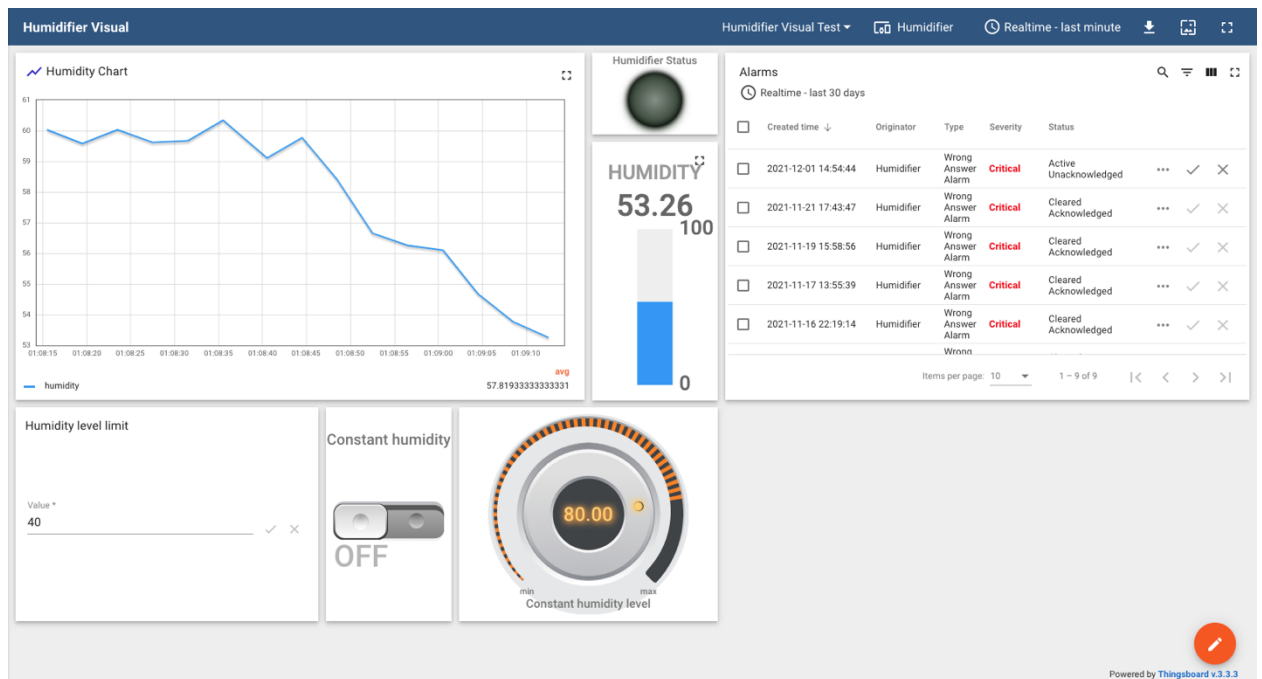 Humidifier Visual
Humidifier Visual Test
Humidifier
Realtime - last minute
Humidity Chart
61
60
59
58
57
56
55
54
53
01:08:15 01:08:20 01:08:25 01:08:30 01:08:35 01:08:40 01:08:45 01:08:50 01:08:55 01:09:00 01:09:05 01:09:10
avg
humidity 57.81933333333331
Humidifier Status
HUMIDITY
53.26
100
0
Alarms
Realtime - last 30 days
Created time Originator Type Severity Status
2021-12-01 14:54:44 Humidifier Wrong Answer Alarm Critical Active Unacknowledged
2021-11-21 17:43:47 Humidifier Wrong Answer Alarm Critical Cleared Acknowledged
2021-11-19 15:58:56 Humidifier Wrong Answer Alarm Critical Cleared Acknowledged
2021-11-17 13:55:39 Humidifier Wrong Answer Alarm Critical Cleared Acknowledged
2021-11-16 22:19:14 Humidifier Wrong Answer Alarm Critical Cleared Acknowledged
Wrong
Items per page: 10 1 – 9 of 9
Humidity level limit
Value *
40
Constant humidity
OFF
80.00
min max
Constant humidity level
Powered by Thingsboard v.3.3.3